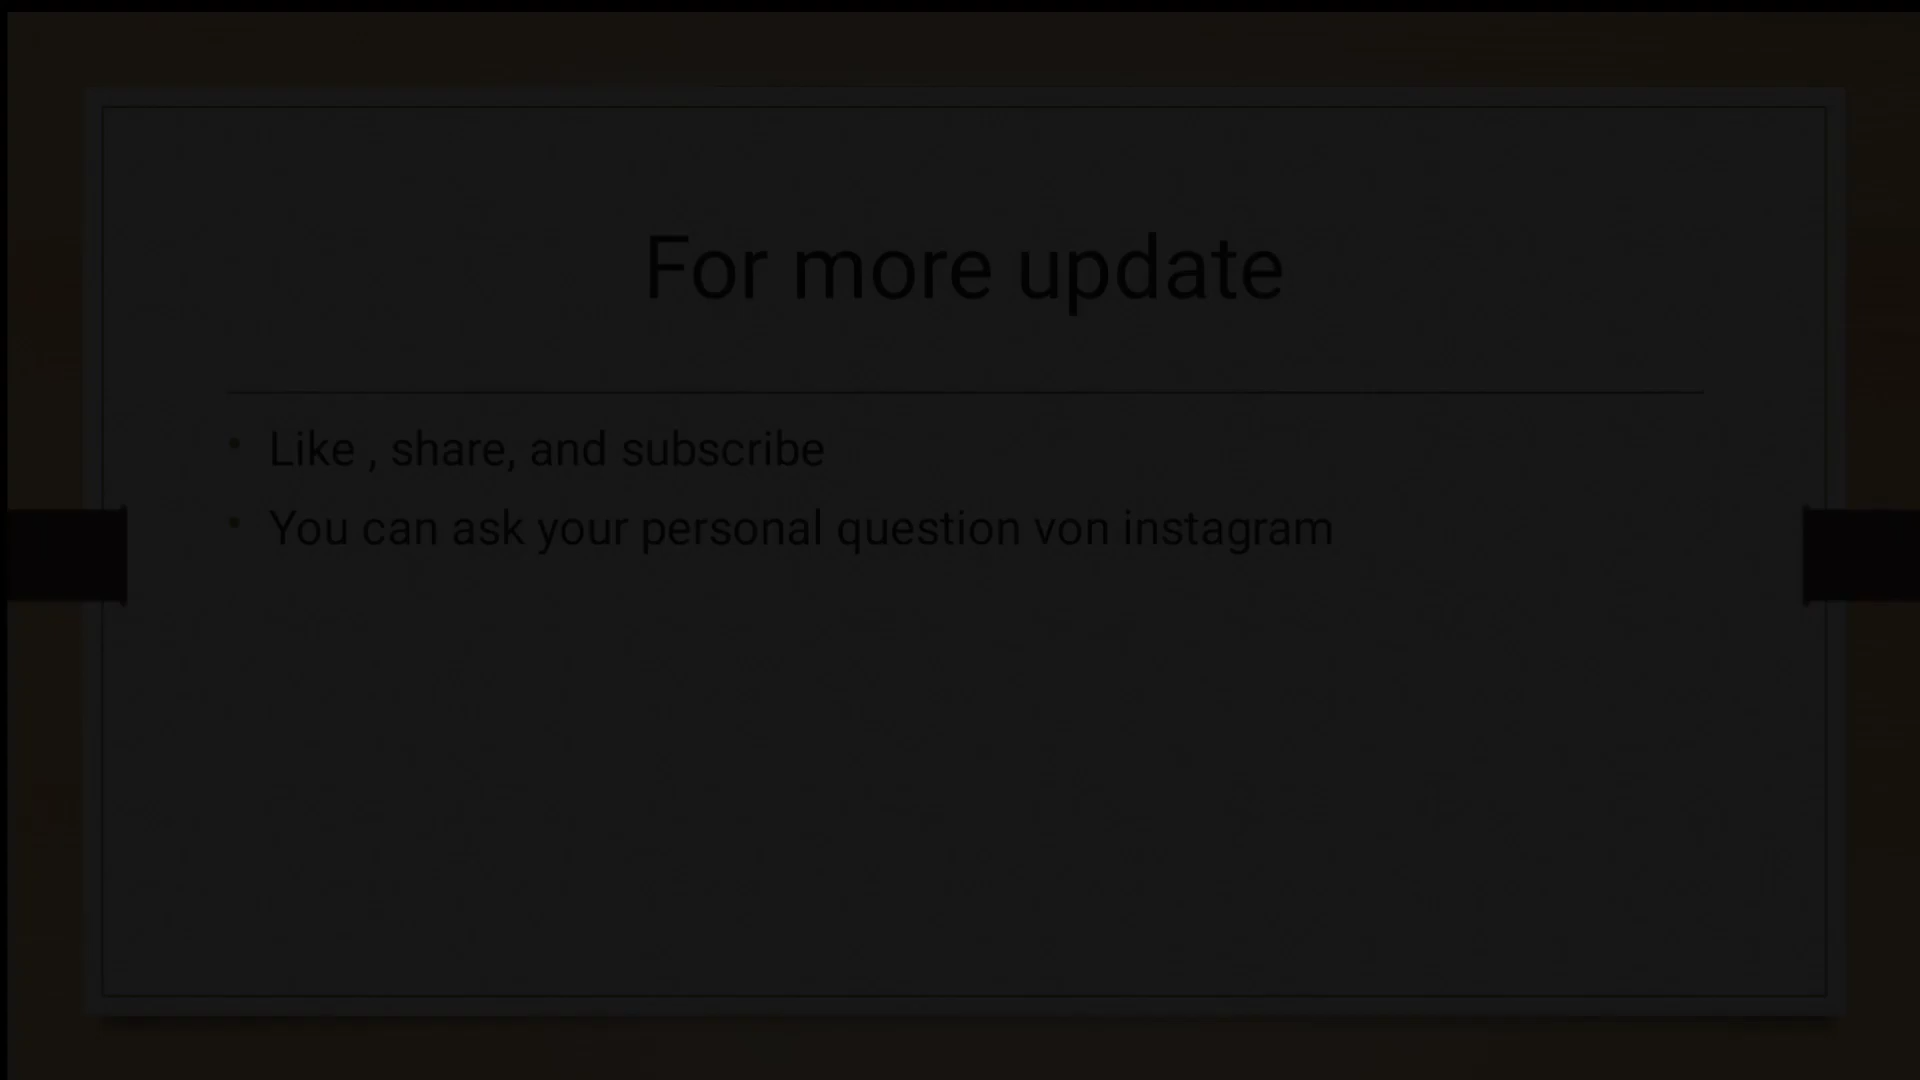 For more update
Like , share, and subscribe
You can ask your personal question von instagram